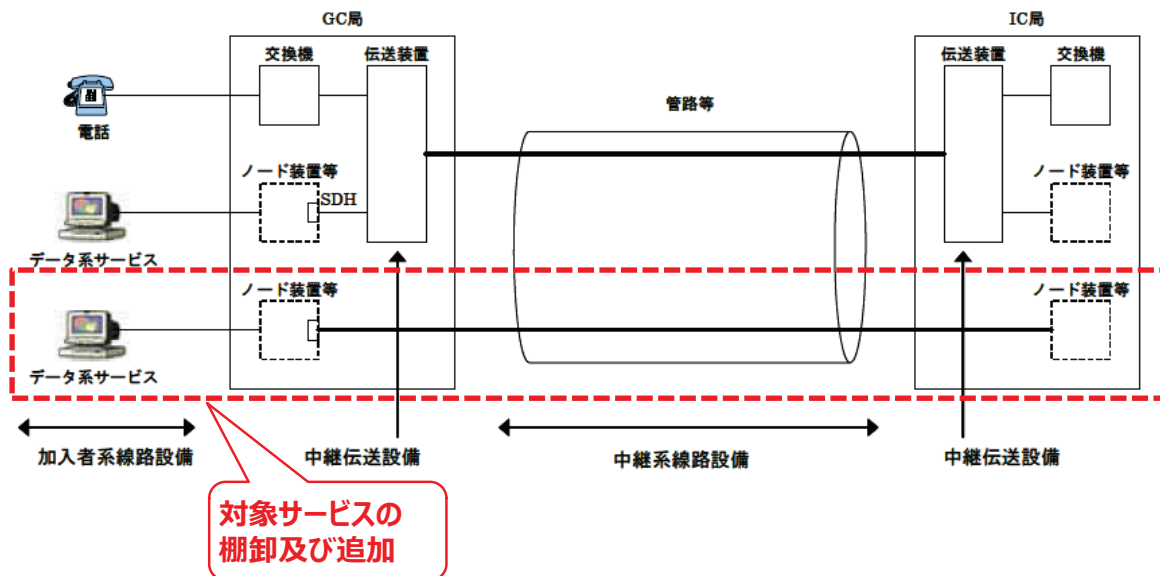 GC局
IC局
交換機
伝送装置
伝送装置
交換機
管路等
電話
ノード装置等
SDH
ノード装置等
データ系サービス
ノード装置等
ノード装置等
データ系サービス
加入者系線路設備
中継伝送設備
中継系線路設備
中継伝送設備
対象サービスの
棚卸及び追加